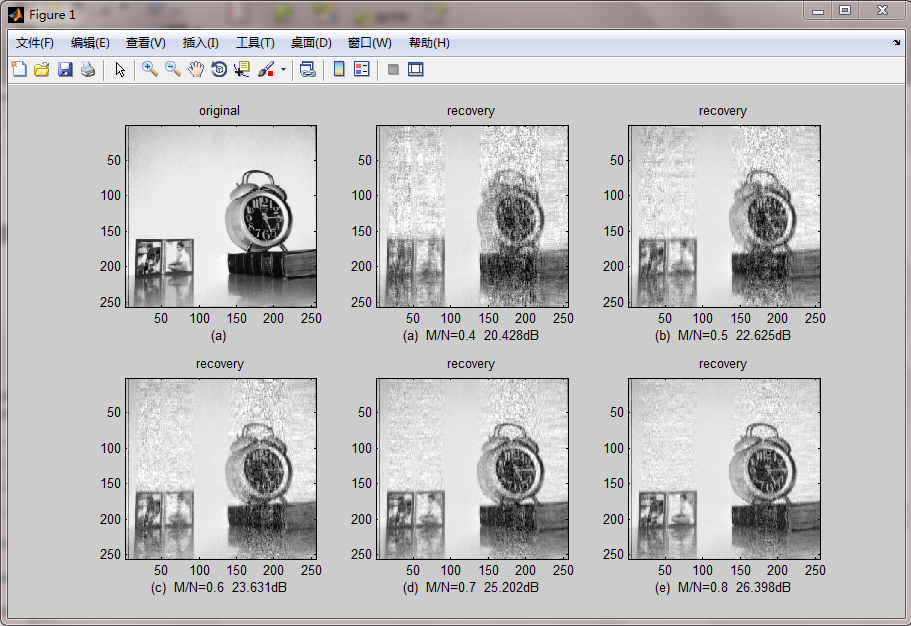 Figure 1
文件(F) 编辑(E) 查看(V) 插入(I) 工具(T) 桌面(D) 窗口(W) 帮助(H)
original recovery recovery
50 50 50
100 100 100
150 150 150
200 200 200
250 250 250
50 100 150 200 250 50 100 150 200 250 50 100 150 200 250
(a) (a) M/N=0.4 20.428dB (b) M/N=0.5 22.625dB
recovery recovery recovery
50 50 50
100 100 100
150 150 150
200 200 200
250 250 250
50 100 150 200 250 50 100 150 200 250 50 100 150 200 250
(c) M/N=0.6 23.631dB (d) M/N=0.7 25.202dB (e) M/N=0.8 26.398dB